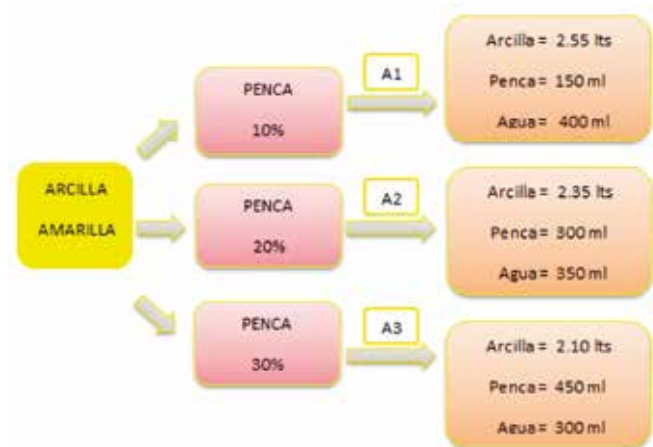 ARCILLA
AMARILLA
PENCA
10%
A1
Arcilla = 2.55 lts
Penca = 150 ml
Agua = 400 ml
PENCA
20%
A2
Arcilla = 2.35 lts
Penca = 300 ml
Agua = 350 ml
PENCA
30%
A3
Arcilla = 2.10 lts
Penca = 450 ml
Agua = 300 ml